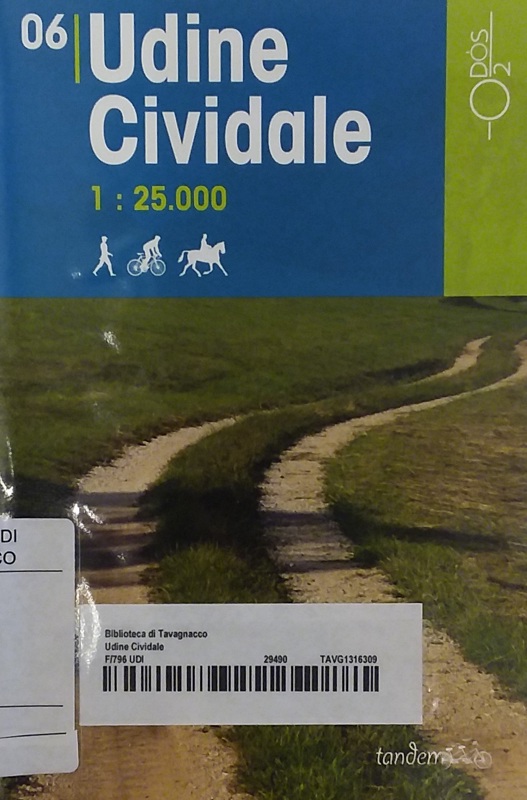 06
Udine
Cividale
1 : 25.000
ODÒS
2
DI
CO
Biblioteca di Tavagnacco
Udine Cividale
F/796 UDI 29490 TAVG1316309
tandem